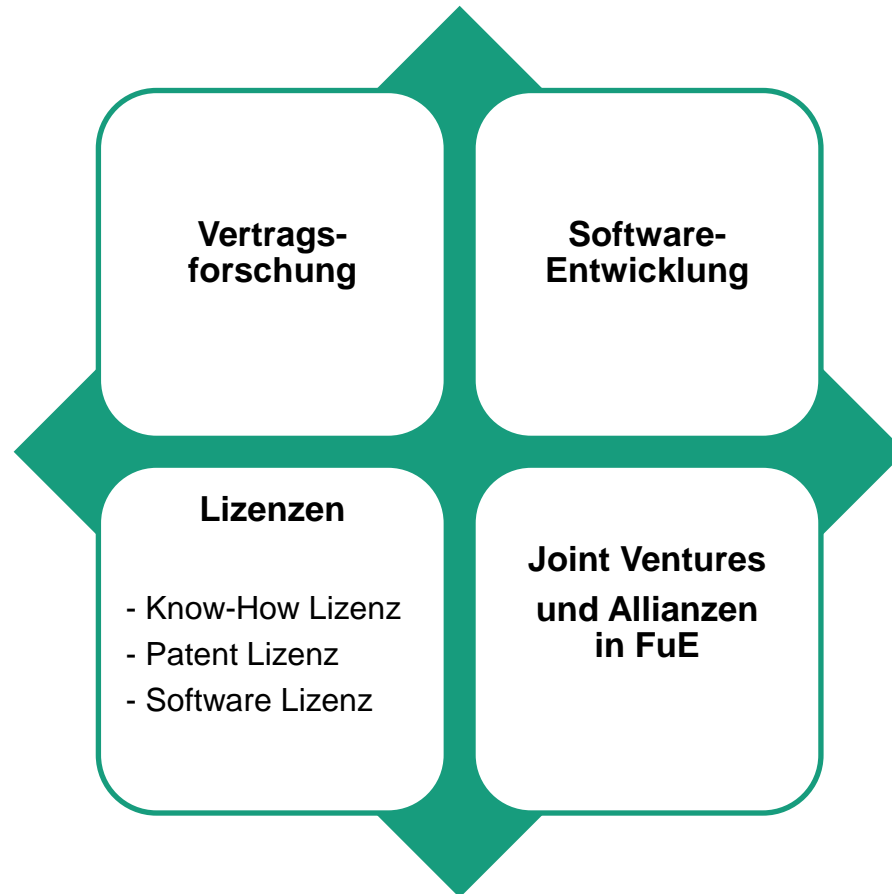 Vertrags-
forschung
Software-
Entwicklung
Lizenzen
- Know-How Lizenz
- Patent Lizenz
- Software Lizenz
Joint Ventures
und Allianzen
in FuE